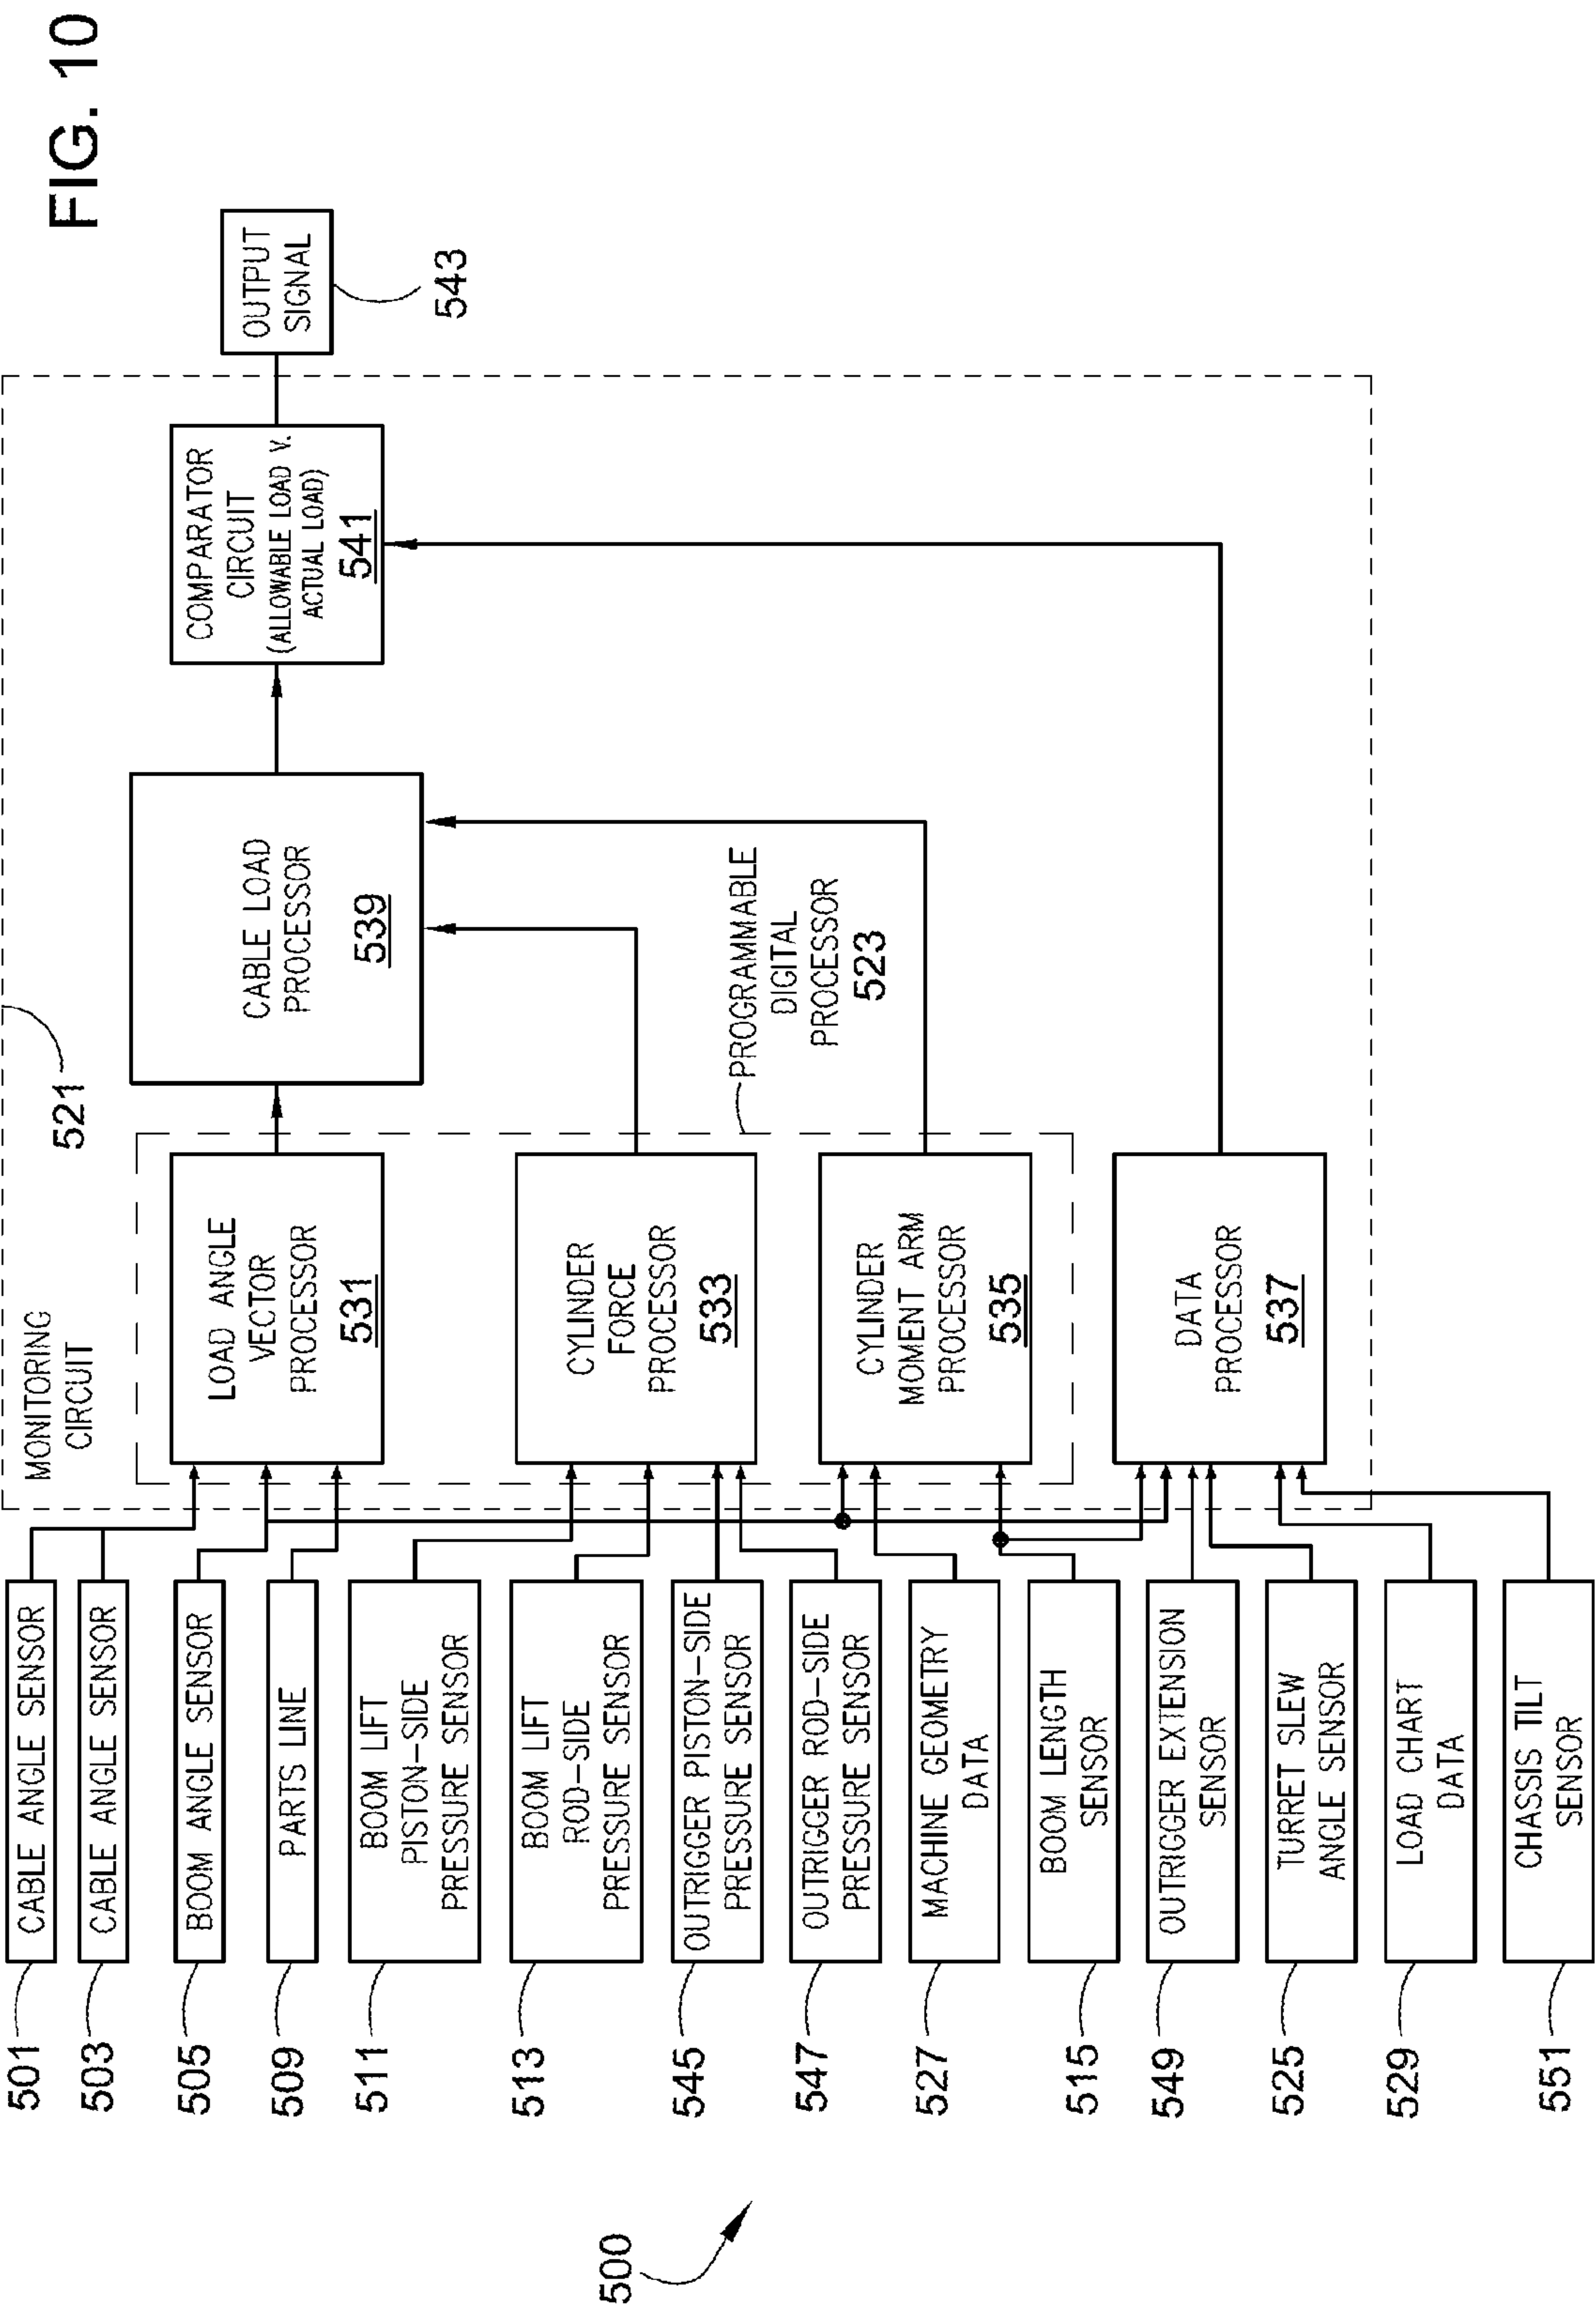 FIG. 10
500
501
CABLE ANGLE SENSOR
503
CABLE ANGLE SENSOR
505
BOOM ANGLE SENSOR
509
PARTS LINE
511
BOOM LIFT
PISTON-SIDE
PRESSURE SENSOR
513
BOOM LIFT
ROD-SIDE
PRESSURE SENSOR
545
OUTRIGGER PISTON-SIDE
PRESSURE SENSOR
547
OUTRIGGER ROD-SIDE
PRESSURE SENSOR
527
MACHINE GEOMETRY
DATA
515
BOOM LENGTH
SENSOR
549
OUTRIGGER EXTENSION
SENSOR
525
TURRET SLEW
ANGLE SENSOR
529
LOAD CHART
DATA
551
CHASSIS TILT
SENSOR
MONITORING
CIRCUIT
521
LOAD ANGLE
VECTOR
PROCESSOR
531
CYLINDER
FORCE
PROCESSOR
533
CYLINDER
MOMENT ARM
PROCESSOR
535
DATA
PROCESSOR
537
PROGRAMMABLE
DIGITAL
PROCESSOR
523
CABLE LOAD
PROCESSOR
539
COMPARATOR
CIRCUIT
(ALLOWABLE LOAD V.
ACTUAL LOAD)
541
OUTPUT
SIGNAL
543